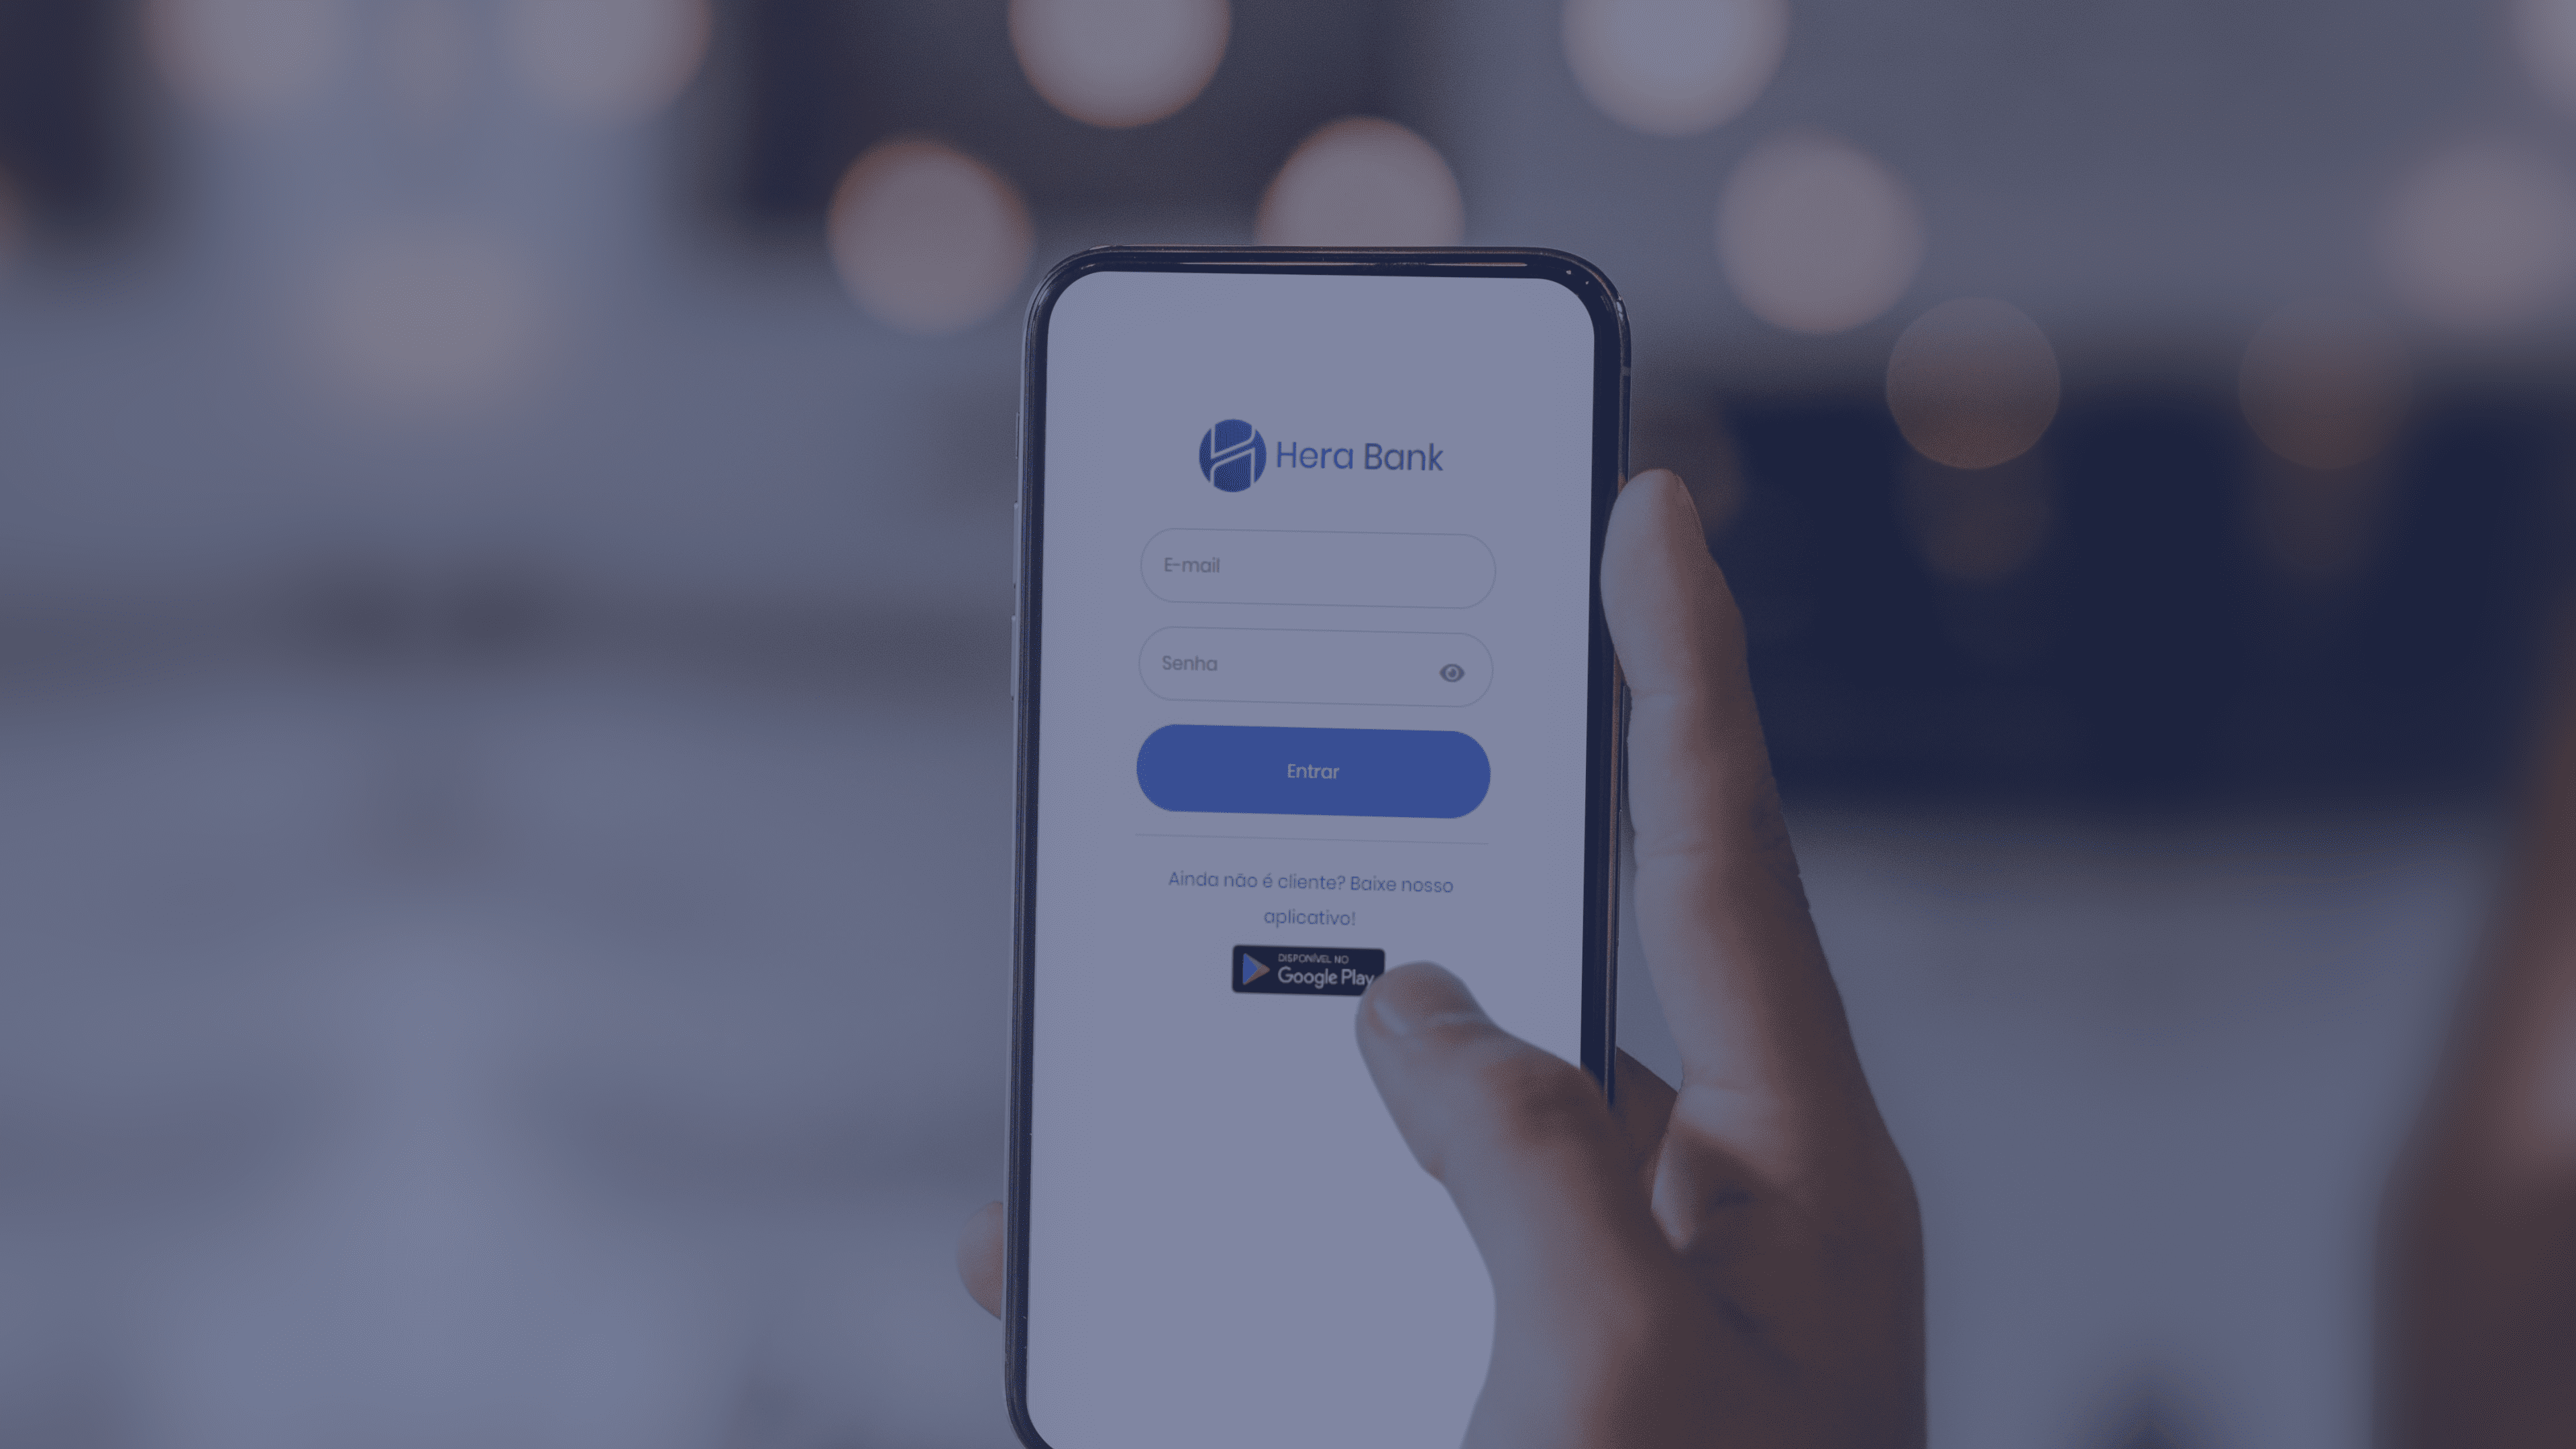 Hera Bank
E-mail
Senha
Entrar
Ainda não é cliente? Baixe nosso
aplicativo!
DISPONÍVEL NO
Google Play